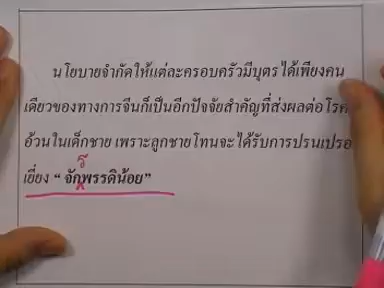 นโยบายจำกัดให้แต่ละครอบครัวมีบุตรได้เพียงคน
เดียวของทางการจีนก็เป็นอีกปัจจัยสำคัญที่ส่งผลต่อโรค
อ้วนในเด็กชาย เพราะลูกชายโทนจะได้รับการปรนเปรอ
ร
เยี่ยง “ จักพรรดิน้อย”